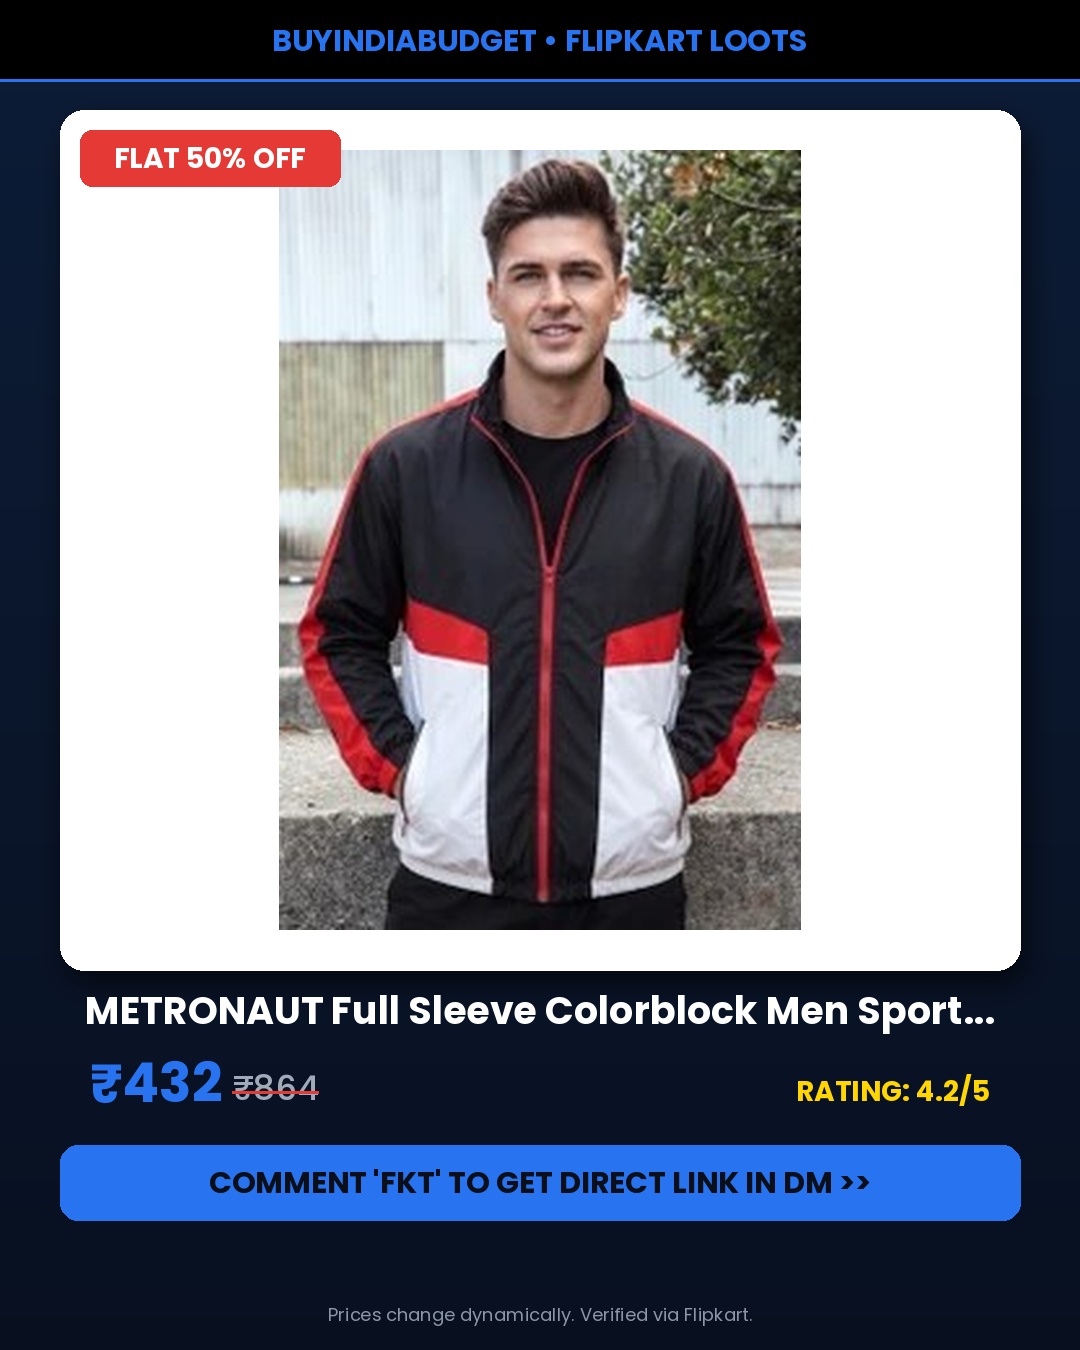 BUYINDIABUDGET • FLIPKART LOOTS
FLAT 50% OFF
METRONAUT Full Sleeve Colorblock Men Sport...
₹432 ₹864
RATING: 4.2/5
COMMENT 'FKT' TO GET DIRECT LINK IN DM >>
Prices change dynamically. Verified via Flipkart.